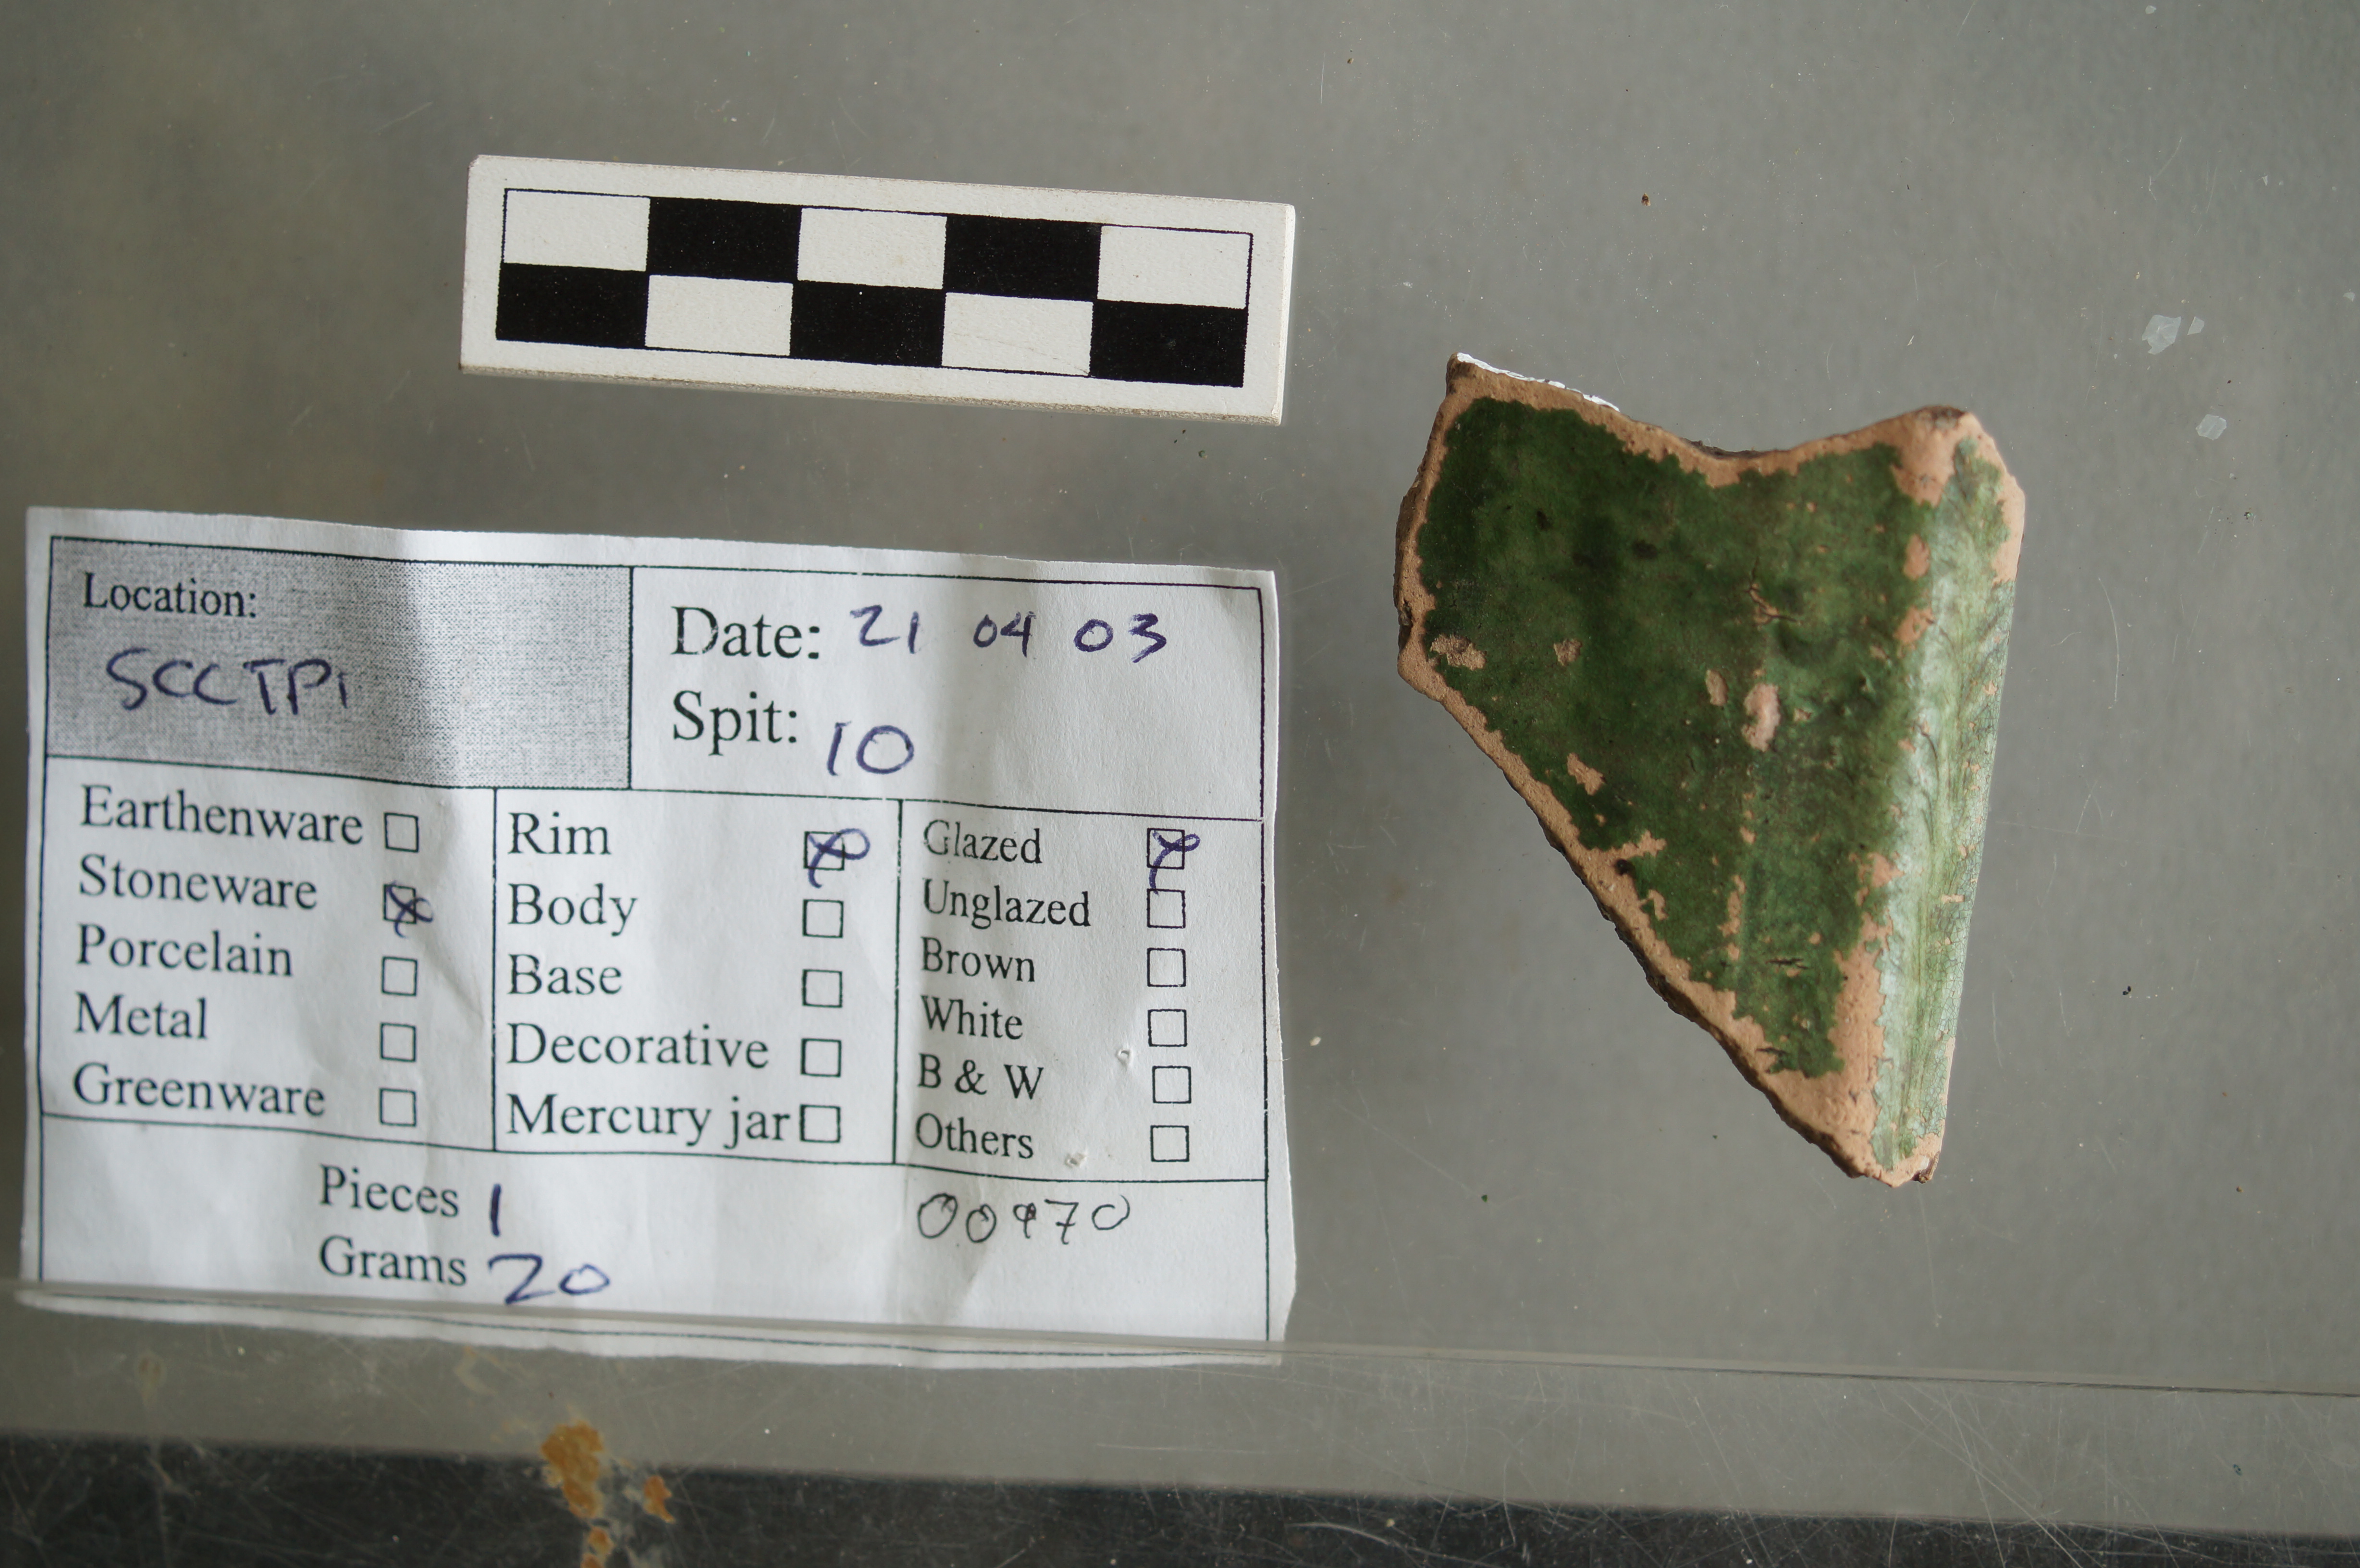 Location:
SCCTP1
Date: 21 04 03
Spit: 10
Earthenware
Stoneware
Porcelain
Metal
Greenware
Rim
Body
Base
Decorative
Mercury jar
Glazed
Unglazed
Brown
White
B & W
Others
Pieces 1
Grams 20